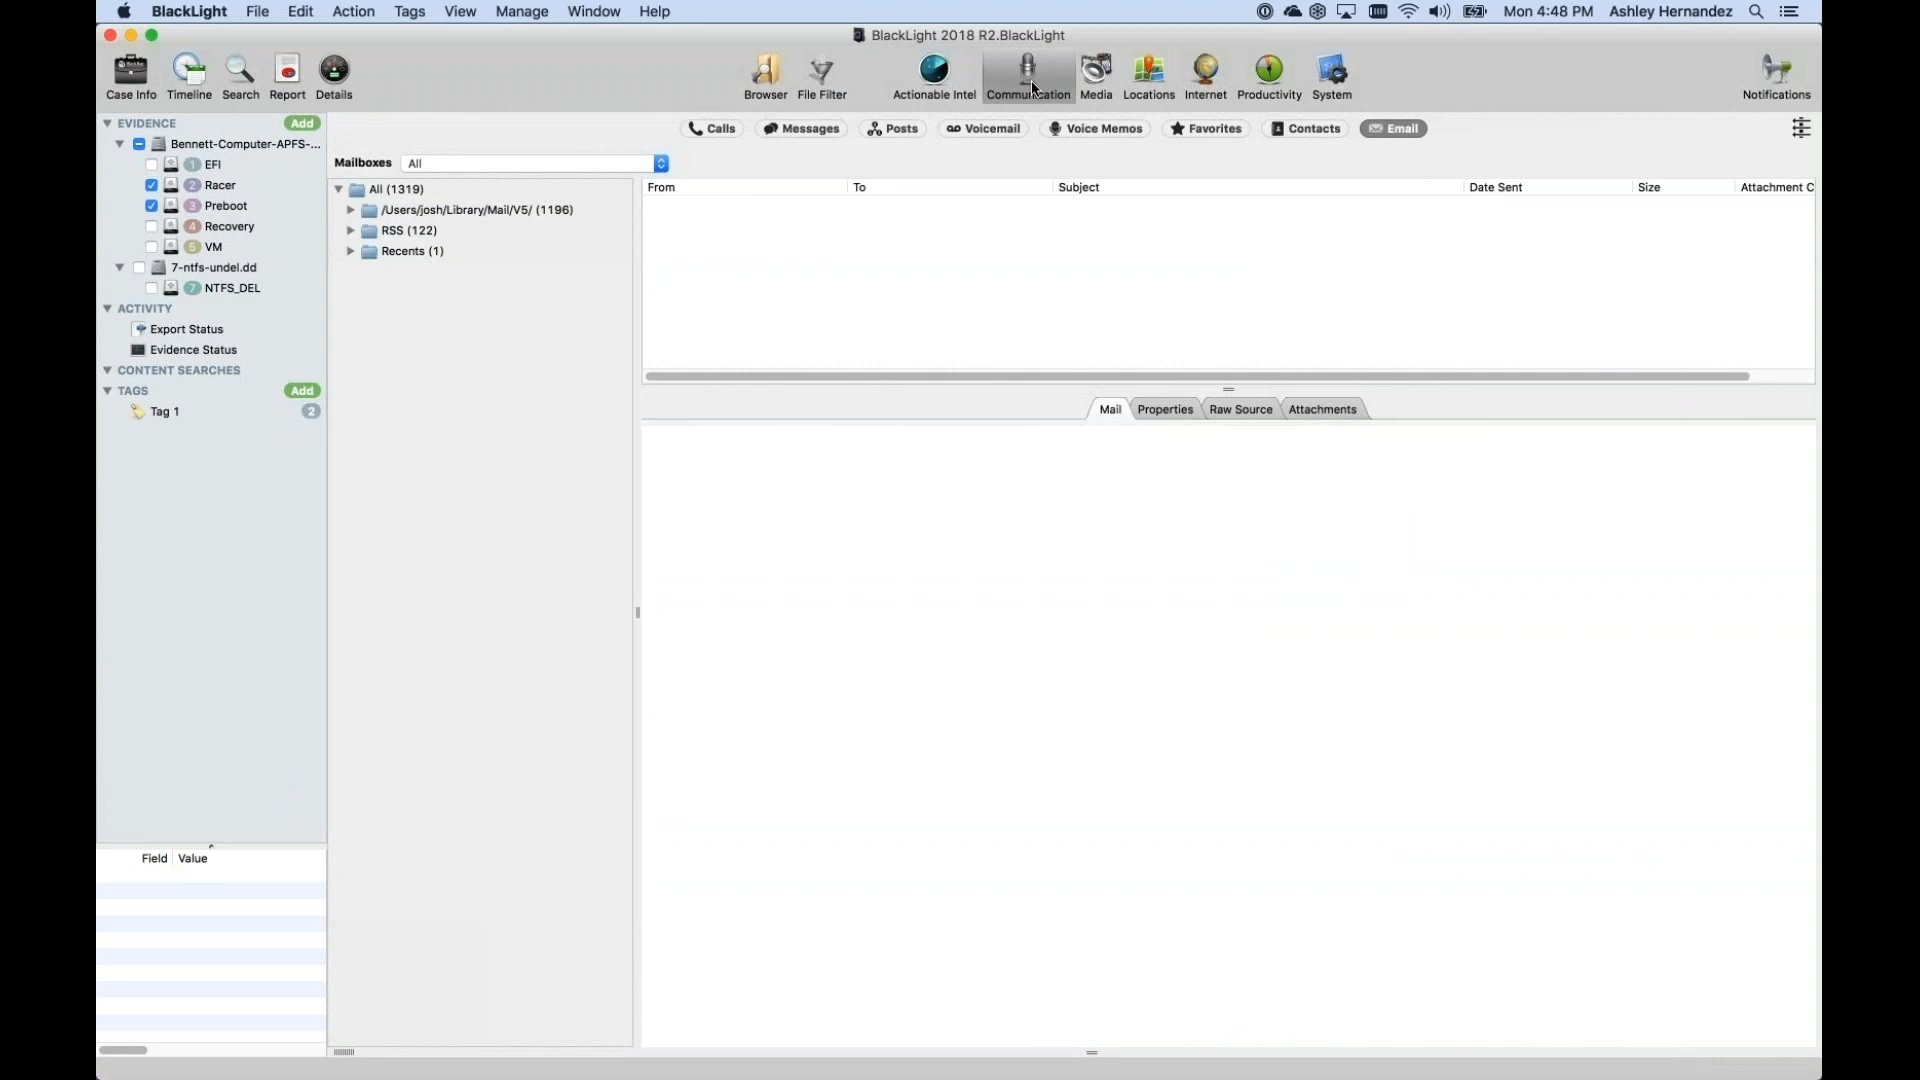 BlackLight File Edit Action Tags View Manage Window Help Mon 4:48 PM Ashley Hernandez
BlackLight 2018 R2.BlackLight
Case Info Timeline Search Report Details Browser File Filter Actionable Intel Communication Media Locations Internet Productivity System Notifications
EVIDENCE Add
Calls Messages Posts Voicemail Voice Memos Favorites Contacts Email
Bennett-Computer-APFS-...
1 EFI
2 Racer
3 Preboot
4 Recovery
5 VM
7-ntfs-undel.dd
7 NTFS_DEL
ACTIVITY
Export Status
Evidence Status
CONTENT SEARCHES
TAGS Add
Tag 1 2
Field Value
Mailboxes All
All (1319)
/Users/josh/Library/Mail/V5/ (1196)
RSS (122)
Recents (1)
From To Subject Date Sent Size Attachment C
Mail Properties Raw Source Attachments